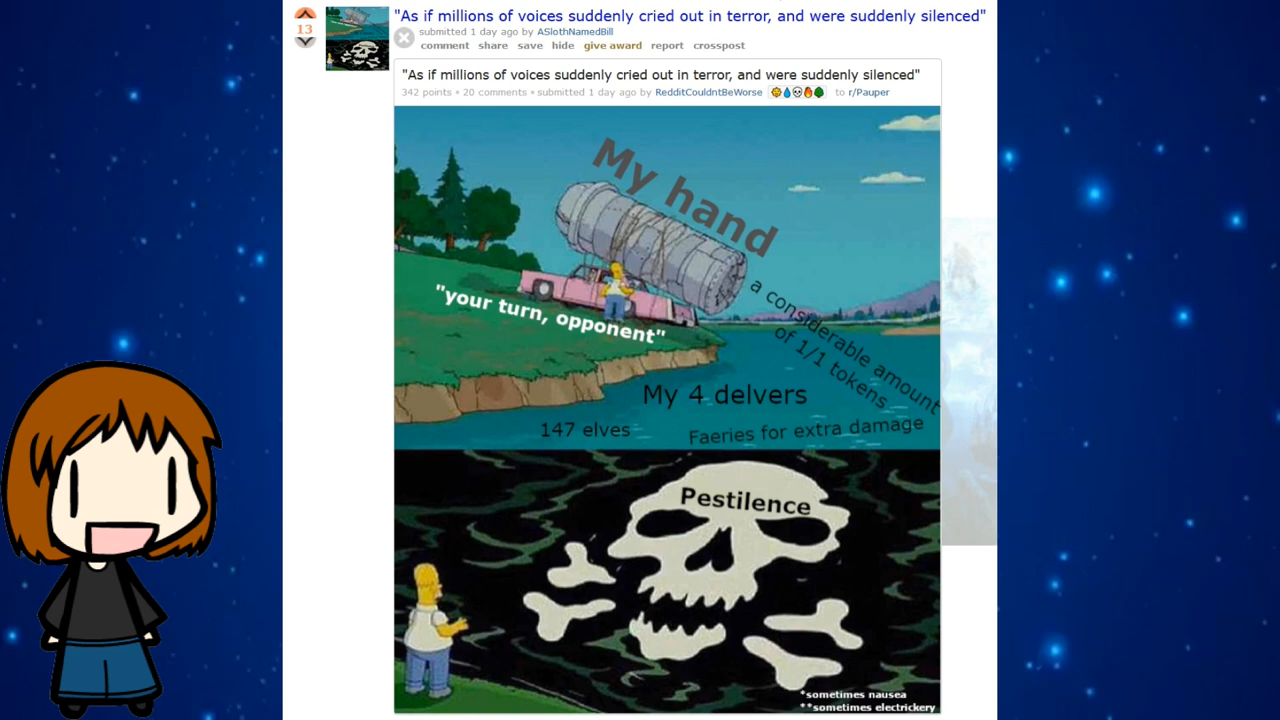 "As if millions of voices suddenly cried out in terror, and were suddenly silenced"
13
submitted 1 day ago by ASlothNamedBill
comment share save hide give award report crosspost
"As if millions of voices suddenly cried out in terror, and were suddenly silenced"
342 points • 20 comments • submitted 1 day ago by RedditCouldntBeWorse to r/Pauper
My hand
"your turn, opponent"
a considerable amount
of 1/1 tokens
My 4 delvers
147 elves
Faeries for extra damage
Pestilence
*sometimes nausea
**sometimes electrickery